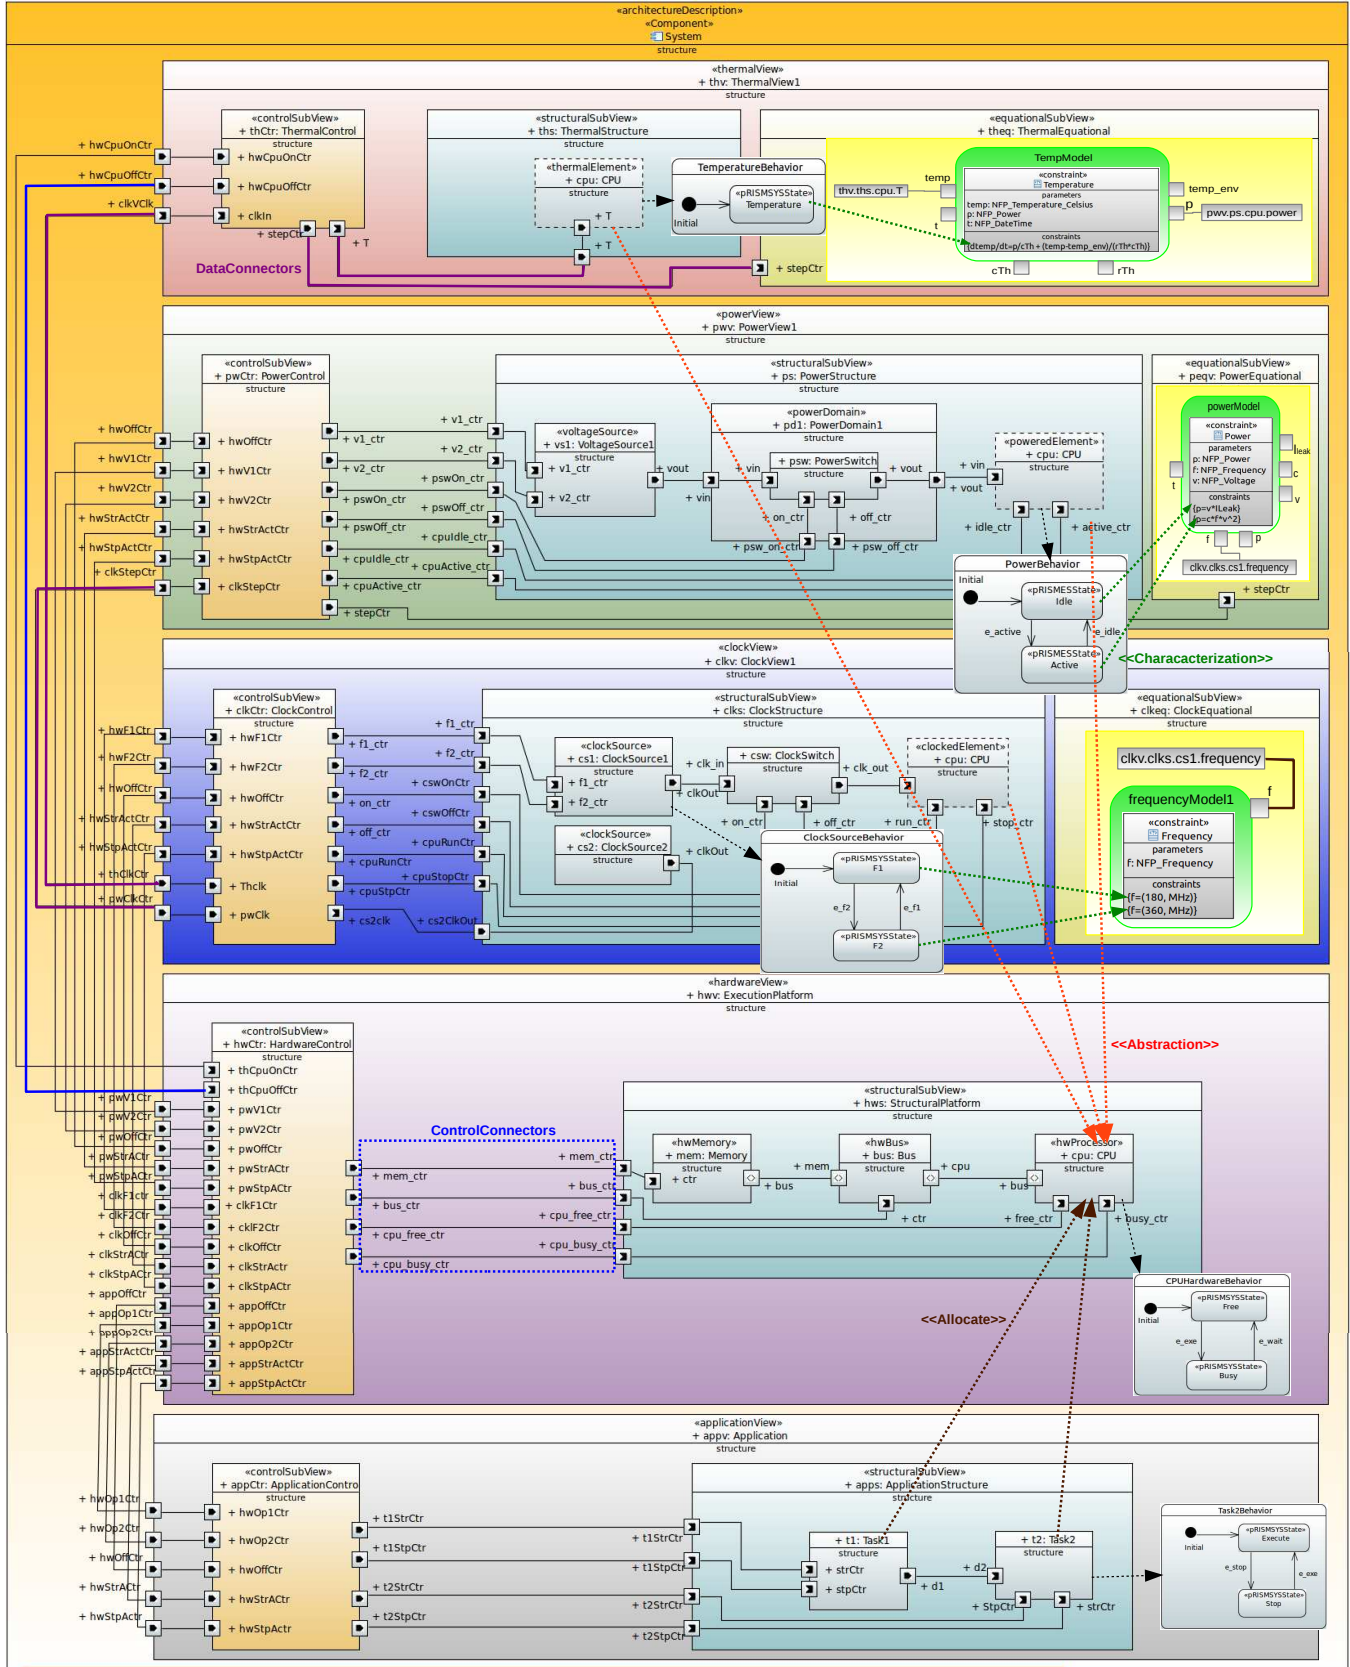 «architectureDescription»
«Component»
System
structure
«thermalView»
+ thv: ThermalView1
structure
«controlSubView»
+ thCtr: ThermalControl
structure
+ hwCpuOnCtr
+ hwCpuOnCtr
+ hwCpuOffCtr
+ hwCpuOffCtr
+ clkVClk
+ clkIn
+ stepCtr
+ T
DataConnectors
«structuralSubView»
+ ths: ThermalStructure
structure
«thermalElement»
+ cpu: CPU
structure
+ T
+ T
TemperatureBehavior
«pRISMSYSState»
Temperature
Initial
«equationalSubView»
+ theq: ThermalEquational
structure
TempModel
«constraint»
Temperature
parameters
temp: NFP_Temperature_Celsius
p: NFP_Power
t: NFP_DateTime
constraints
{dtemp/dt=p/cTh + (temp-temp_env)/(rTh*cTh)}
temp
thv.ths.cpu.T
t
temp_env
p
pwv.ps.cpu.power
cTh
rTh
+ stepCtr
«powerView»
+ pwv: PowerView1
structure
«controlSubView»
+ pwCtr: PowerControl
structure
+ hwOffCtr
+ hwOffCtr
+ hwV1Ctr
+ hwV1Ctr
+ hwV2Ctr
+ hwV2Ctr
+ hwStrActCtr
+ hwStrActCtr
+ hwStpActCtr
+ hwStpActCtr
+ clkStepCtr
+ clkStepCtr
+ v1_ctr
+ v2_ctr
+ pswOn_ctr
+ pswOff_ctr
+ cpuIdle_ctr
+ cpuActive_ctr
+ stepCtr
«structuralSubView»
+ ps: PowerStructure
structure
+ v1_ctr
+ v2_ctr
+ pswOn_ctr
+ pswOff_ctr
+ cpuIdle_ctr
+ cpuActive_ctr
«voltageSource»
+ vs1: VoltageSource1
structure
+ v1_ctr
+ v2_ctr
+ vout
+ vin
«powerDomain»
+ pd1: PowerDomain1
structure
+ vin
+ psw: PowerSwitch
structure
+ vout
+ on_ctr
+ off_ctr
+ psw_on_ctr
+ psw_off_ctr
+ vin
+ vout
«poweredElement»
+ cpu: CPU
structure
+ idle_ctr
+ active_ctr
PowerBehavior
Initial
«pRISMESState»
Idle
e_active
e_idle
«pRISMESState»
Active
«equationalSubView»
+ peqv: PowerEquational
structure
powerModel
«constraint»
Power
parameters
p: NFP_Power
f: NFP_Frequency
v: NFP_Voltage
constraints
{p=v*ILeak}
{p=c*f*v^2}
Ileak
c
v
t
f
p
clkv.clks.cs1.frequency
+ stepCtr
<<Characacterization>>
«clockView»
+ clkv: ClockView1
structure
«controlSubView»
+ clkCtr: ClockControl
structure
+ hwF1Ctr
+ hwF1Ctr
+ hwF2Ctr
+ hwF2Ctr
+ hwOffCtr
+ hwOffCtr
+ hwStrActCtr
+ hwStrActCtr
+ hwStpActCtr
+ hwStpActCtr
+ thClkCtr
+ Thclk
+ pwClkCtr
+ pwClk
+ f1_ctr
+ f2_ctr
+ on_ctr
+ off_ctr
+ cpuRunCtr
+ cpuStpCtr
+ cs2clk
«structuralSubView»
+ clks: ClockStructure
structure
+ f1_ctr
+ f2_ctr
+ cswOnCtr
+ cswOffCtr
+ cpuRunCtr
+ cpuStopCtr
+ cs2ClkOut
«clockSource»
+ cs1: ClockSource1
structure
+ f1_ctr
+ f2_ctr
«clockSource»
+ cs2: ClockSource2
structure
+ clk_in
+ clkOut
+ clkOut
+ csw: ClockSwitch
structure
+ clk_out
+ on_ctr
+ off_ctr
«clockedElement»
+ cpu: CPU
structure
+ run_ctr
+ stop_ctr
ClockSourceBehavior
Initial
«pRISMSYSState»
F1
e_f2
e_f1
«pRISMSYSState»
F2
«equationalSubView»
+ clkeq: ClockEquational
structure
clkv.clks.cs1.frequency
f
frequencyModel1
«constraint»
Frequency
parameters
f: NFP_Frequency
constraints
{f=(180, MHz)}
{f=(360, MHz)}
«hardwareView»
+ hwv: ExecutionPlatform
structure
«controlSubView»
+ hwCtr: HardwareControl
structure
+ thCpuOnCtr
+ thCpuOffCtr
+ pwV1Ctr
+ pwV1Ctr
+ pwV2Ctr
+ pwV2Ctr
+ pwOffCtr
+ pwOffCtr
+ pwStrACtr
+ pwStrACtr
+ pwStpACtr
+ pwStpACtr
+ clkF1ctr
+ clkF1Ctr
+ clkF2Ctr
+ cklF2Ctr
+ clkOffCtr
+ clkOffCtr
+ clkStrACtr
+ clkStrActr
+ clkStpACtr
+ clkStpACtr
+ appOffCtr
+ appOffCtr
+ appOp1Ctr
+ appOp1Ctr
+ appOp2Ctr
+ appOp2Ctr
+ appStrActCtr
+ appStrActCtr
+ appStpActCtr
+ appStpActCtr
ControlConnectors
+ mem_ctr
+ mem_ctr
+ bus_ctr
+ bus_ctr
+ cpu_free_ctr
+ cpu_free_ctr
+ cpu_busy_ctr
+ cpu_busy_ctr
«structuralSubView»
+ hws: StructuralPlatform
structure
«hwMemory»
+ mem: Memory
structure
+ ctr
+ mem
+ bus
«hwBus»
+ bus: Bus
structure
+ cpu
+ bus
+ ctr
«hwProcessor»
+ cpu: CPU
structure
+ free_ctr
+ busy_ctr
<<Abstraction>>
<<Allocate>>
CPUHardwareBehavior
«pRISMSYSState»
Free
Initial
e_exe
e_wait
«pRISMSYSState»
Busy
«applicationView»
+ appv: Application
structure
«controlSubView»
+ appCtr: ApplicationContro
structure
+ hwOp1Ctr
+ hwOp1Ctr
+ hwOp2Ctr
+ hwOp2Ctr
+ hwOffCtr
+ hwOffCtr
+ hwStrACtr
+ hwStrACtr
+ hwStpActr
+ hwStpActr
+ t1StrCtr
+ t1StpCtr
+ t2StrCtr
+ t2StpCtr
«structuralSubView»
+ apps: ApplicationStructure
structure
+ t1StrCtr
+ t1StpCtr
+ t2StrCtr
+ t2StpCtr
+ t1: Task1
structure
+ strCtr
+ stpCtr
+ d1
+ d2
+ t2: Task2
structure
+ StpCtr
+ strCtr
Task2Behavior
«pRISMSYSState»
Execute
Initial
e_stop
e_exe
«pRISMSYSState»
Stop